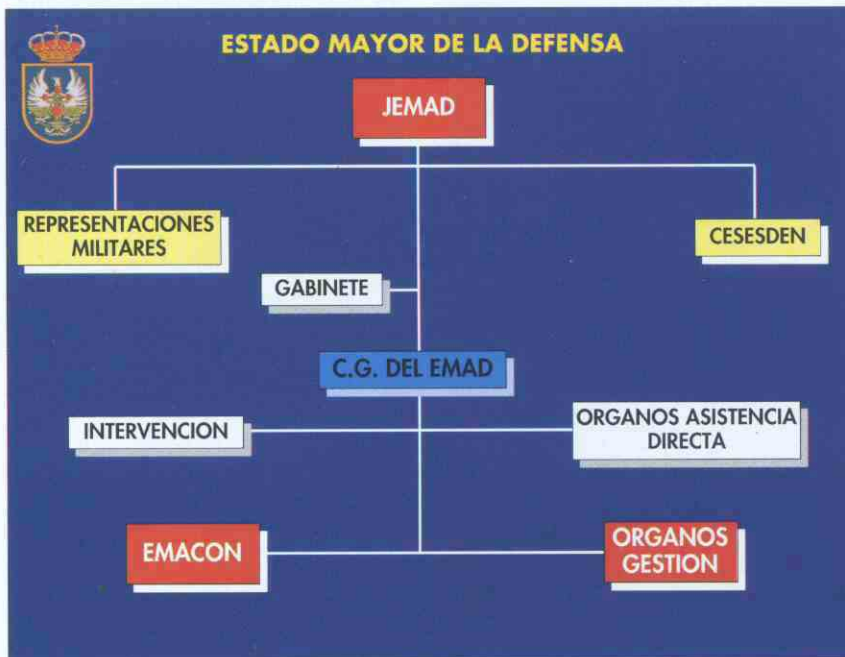 ESTADO MAYOR DE LA DEFENSA
JEMAD
REPRESENTACIONES
MILITARES
CESESDEN
GABINETE
C.G. DEL EMAD
INTERVENCION
ORGANOS ASISTENCIA
DIRECTA
EMACON
ORGANOS
GESTION